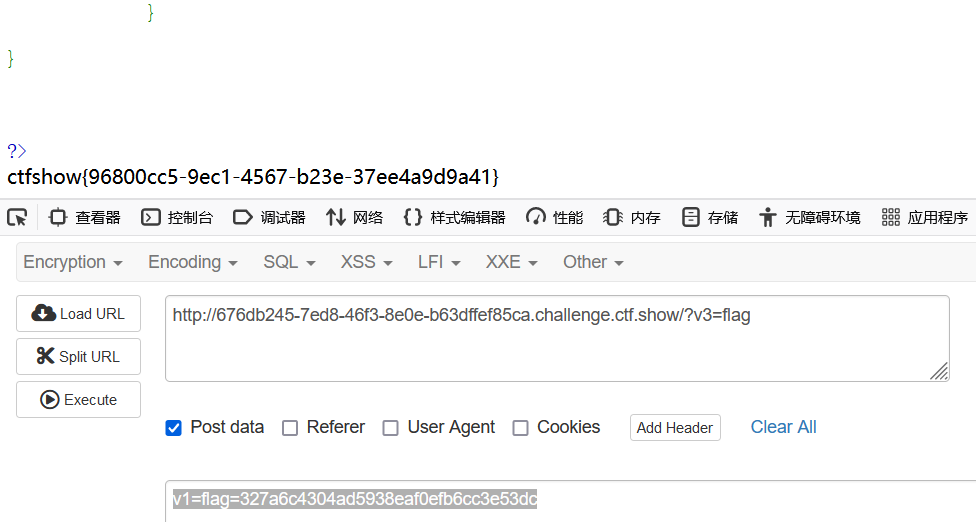 }
}
?>
ctfshow{96800cc5-9ec1-4567-b23e-37ee4a9d9a41}
查看器 控制台 调试器 网络 {} 样式编辑器 性能 内存 存储 无障碍环境 应用程序
Encryption Encoding SQL XSS LFI XXE Other
Load URL
http://676db245-7ed8-46f3-8e0e-b63dffef85ca.challenge.ctf.show/?v3=flag
Split URL
Execute
Post data Referer User Agent Cookies Add Header Clear All
v1=flag=327a6c4304ad5938eaf0efb6cc3e53dc